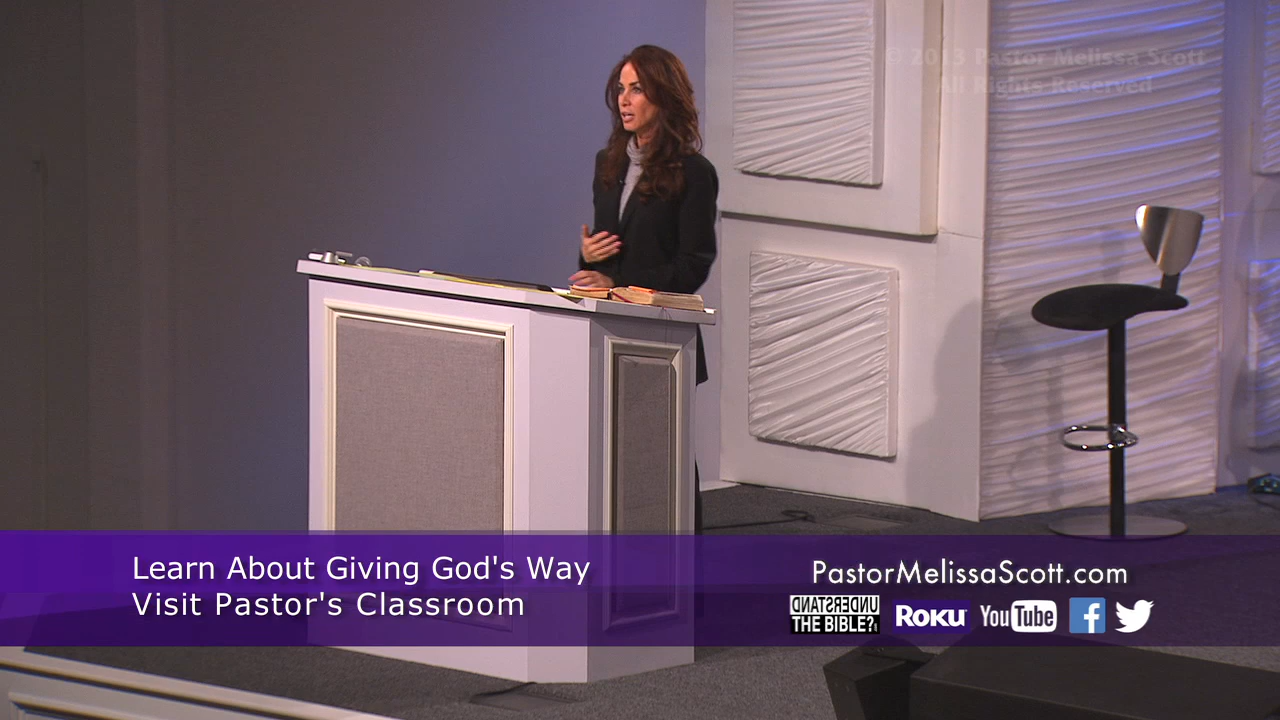 © 2013 Pastor Melissa Scott
All Rights Reserved
Learn About Giving God's Way
Visit Pastor's Classroom
PastorMelissaScott.com
UNDERSTAND
THE BIBLE?
ROKU
YouTube